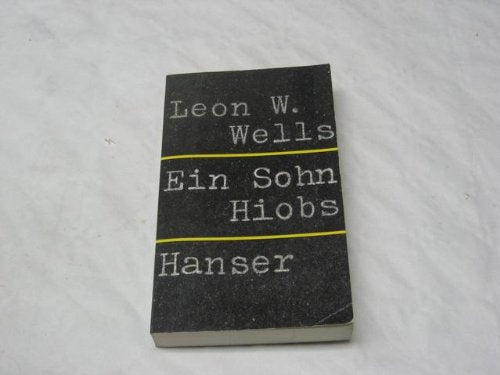 Leon W.
Wells
Ein Sohn
Hiobs
Hanser